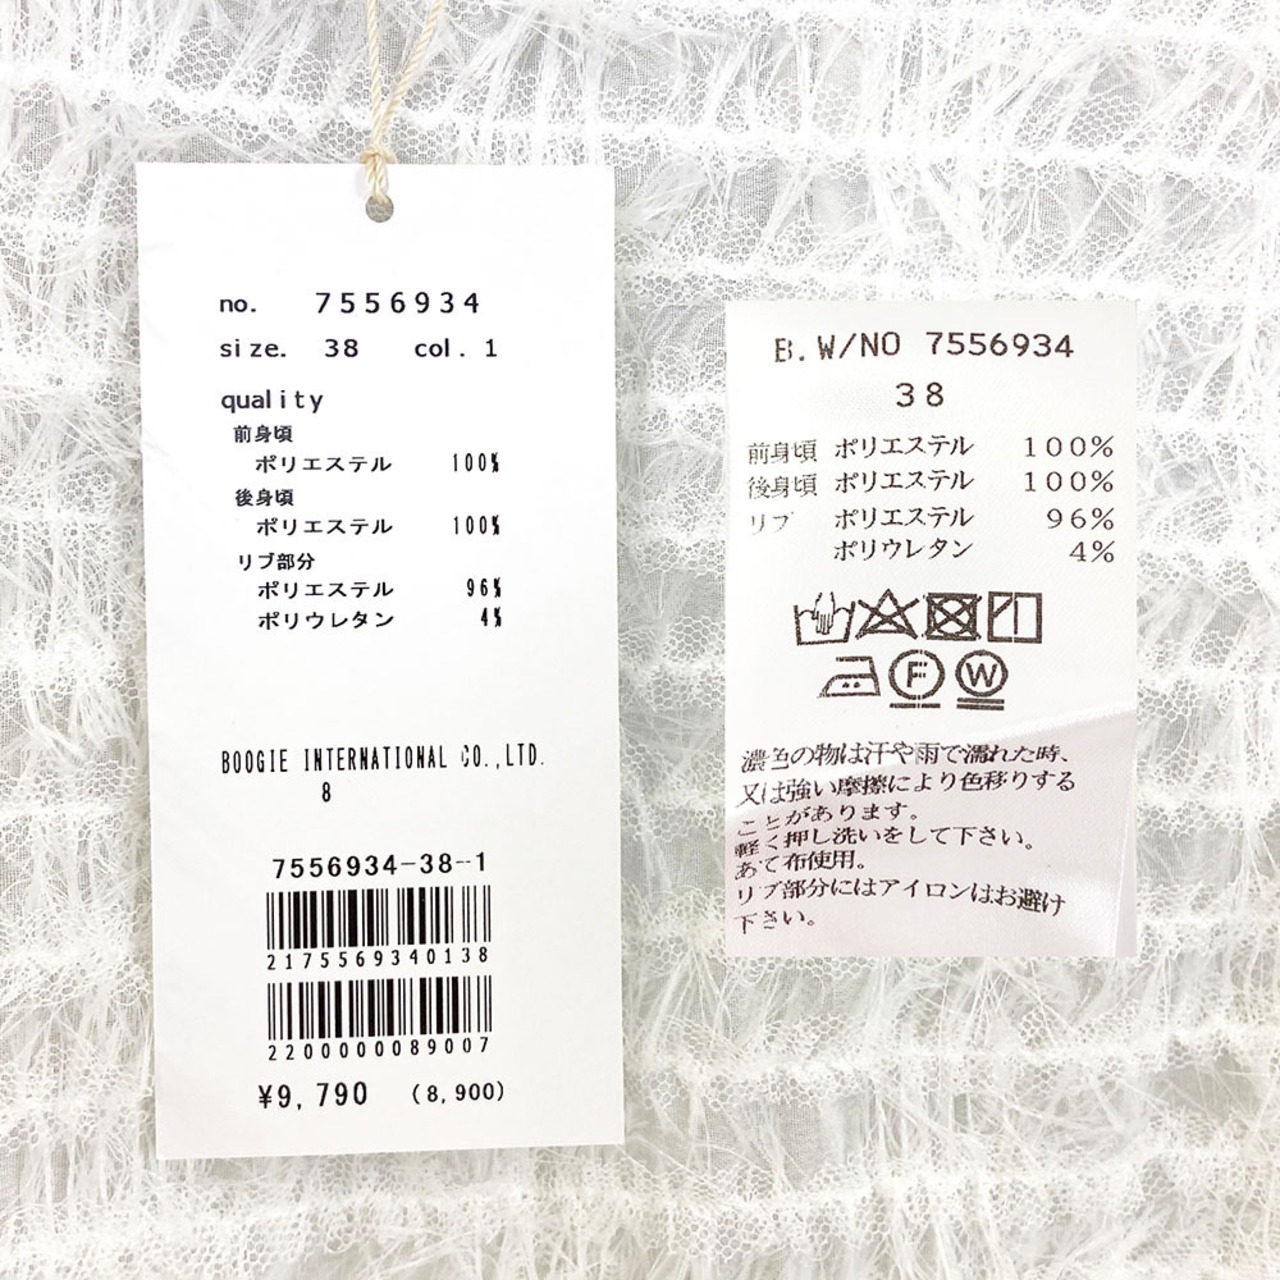 no. 7556934
size. 38 col. 1
quality
前身頃
ポリエステル 100%
後身頃
ポリエステル 100%
リブ部分
ポリエステル 96%
ポリウレタン 4%
BOOGIE INTERNATIONAL CO.,LTD.
8
7556934-38-1
2175569340138
2200000089007
¥9,790 (8,900)
B.W/NO 7556934
38
前身頃 ポリエステル 100%
後身頃 ポリエステル 100%
リブ ポリエステル 96%
ポリウレタン 4%
F W
濃色の物は汗や雨で濡れた時、
又は強い摩擦により色移りする
ことがあります。
軽く押し洗いをして下さい。
あて布使用。
リブ部分にはアイロンはお避け
下さい。